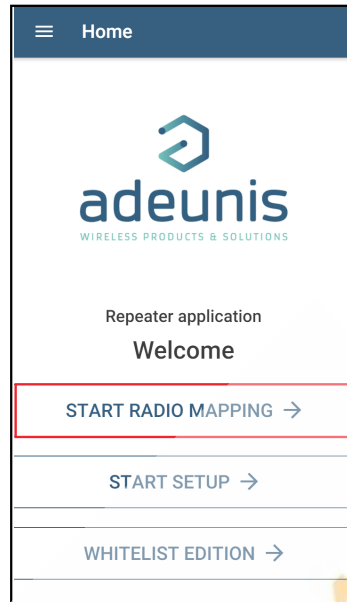 Home
adeunis
WIRELESS PRODUCTS & SOLUTIONS
Repeater application
Welcome
START RADIO MAPPING →
START SETUP →
WHITELIST EDITION →